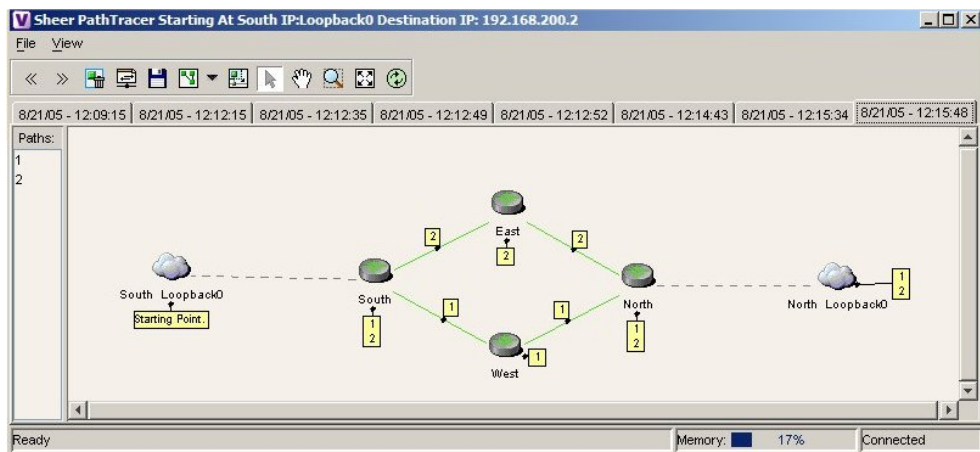 Sheer PathTracer Starting At South IP:Loopback0 Destination IP: 192.168.200.2
File View
8/21/05 - 12:09:15 8/21/05 - 12:12:15 8/21/05 - 12:12:35 8/21/05 - 12:12:49 8/21/05 - 12:12:52 8/21/05 - 12:14:43 8/21/05 - 12:15:34 8/21/05 - 12:15:48
Paths:
1
2
East
2
2
2
South Loopback0
Starting Point.
South
1
2
1
1
West
1
North
1
2
North Loopback0
1
2
Ready
Memory: 17%
Connected